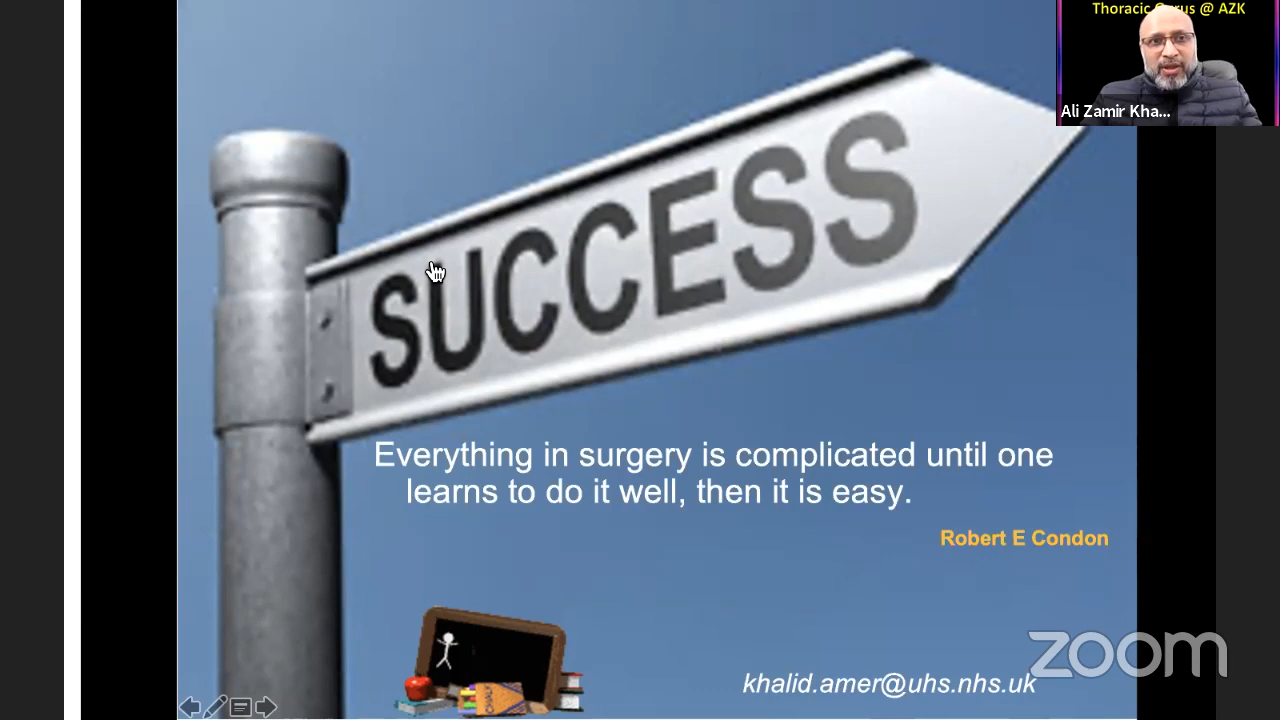 Thoracic Gurus @ AZK
Ali Zamir Kha...
SUCCESS
Everything in surgery is complicated until one
learns to do it well, then it is easy.
Robert E Condon
khalid.amer@uhs.nhs.uk
zoom